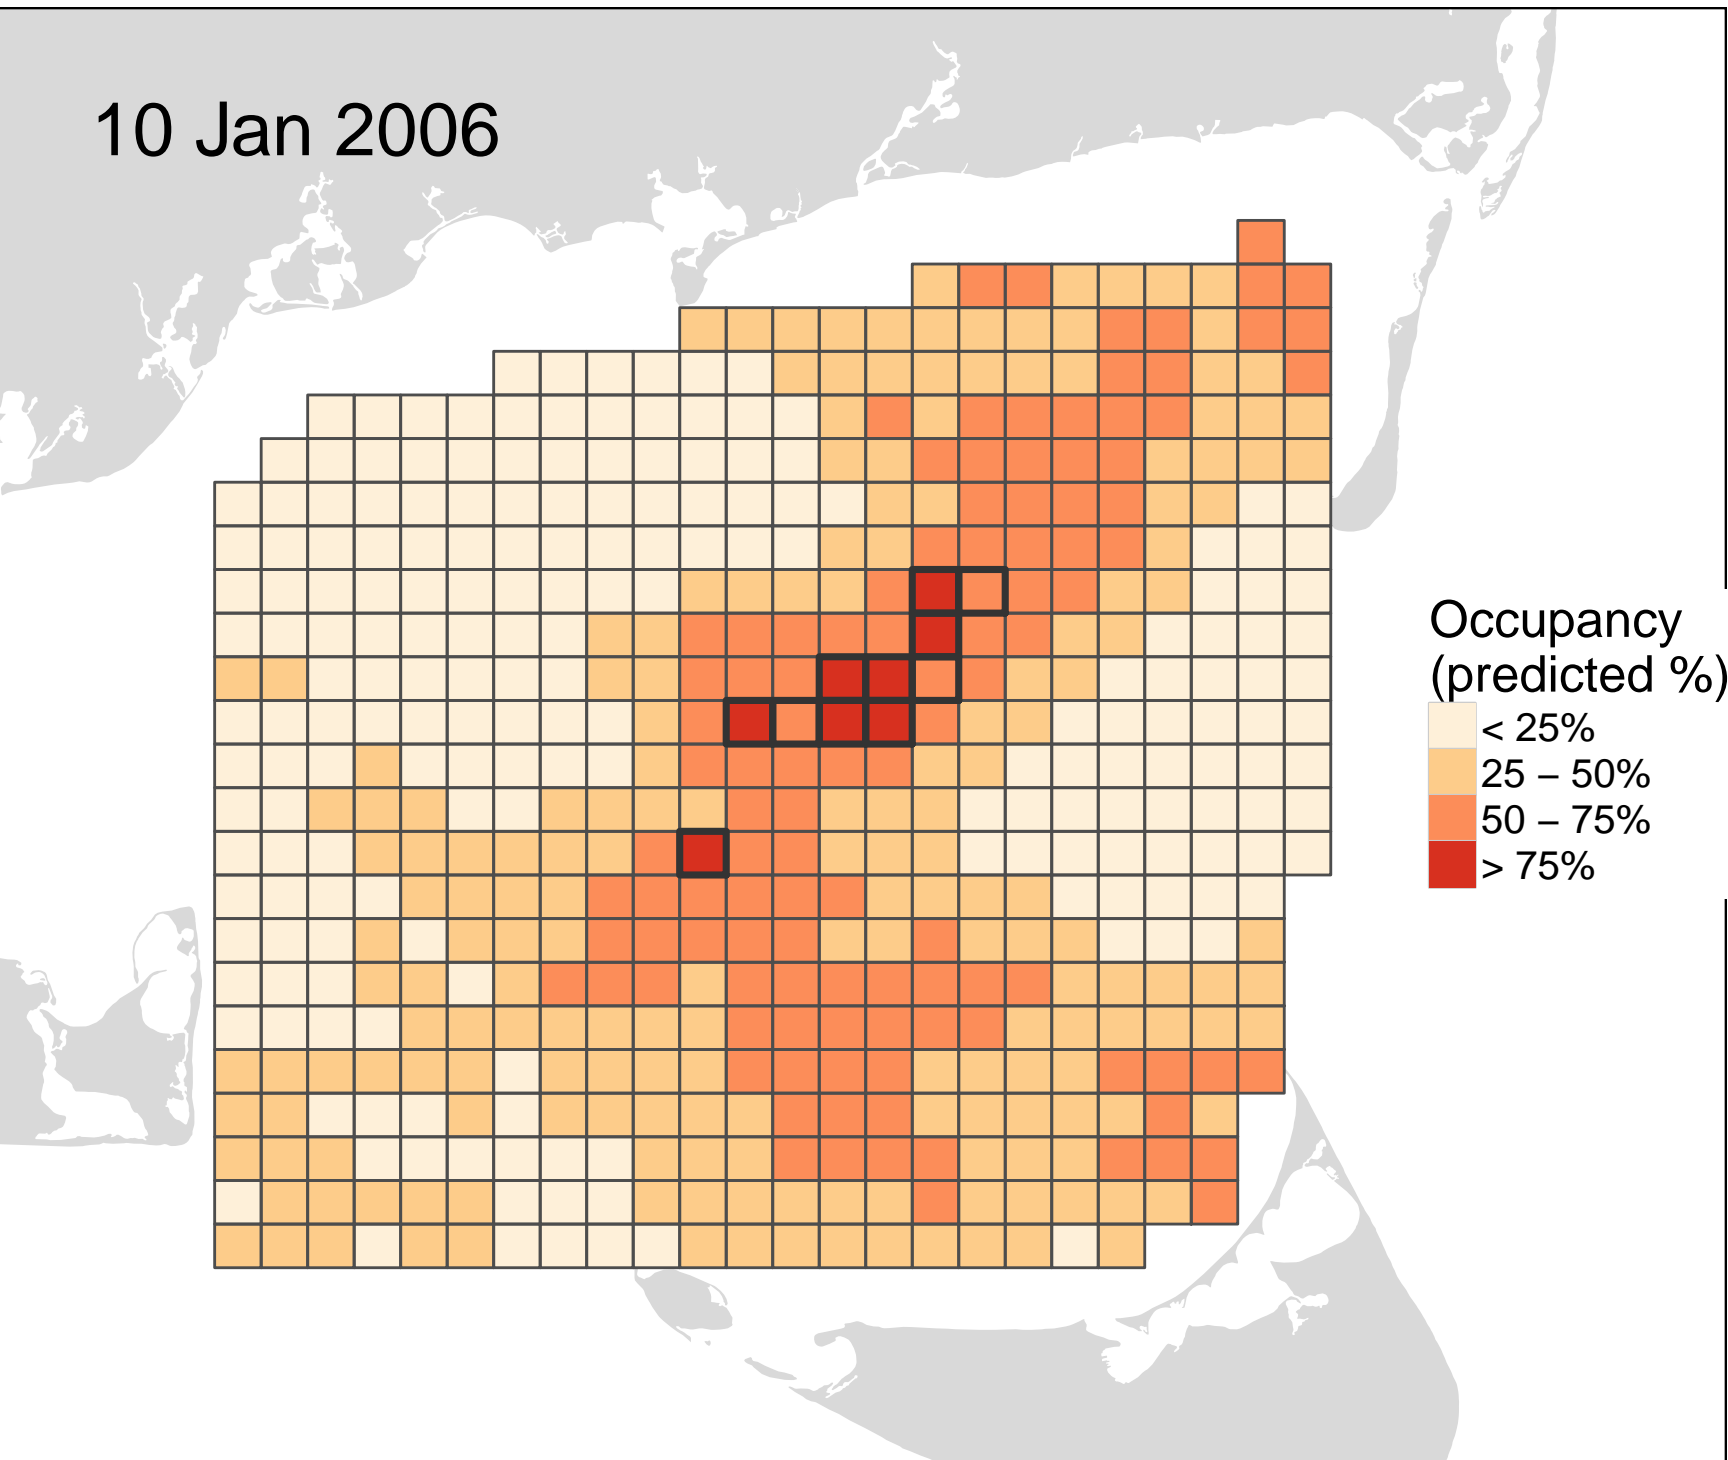 10 Jan 2006
Occupancy
(predicted %)
< 25%
25 – 50%
50 – 75%
> 75%